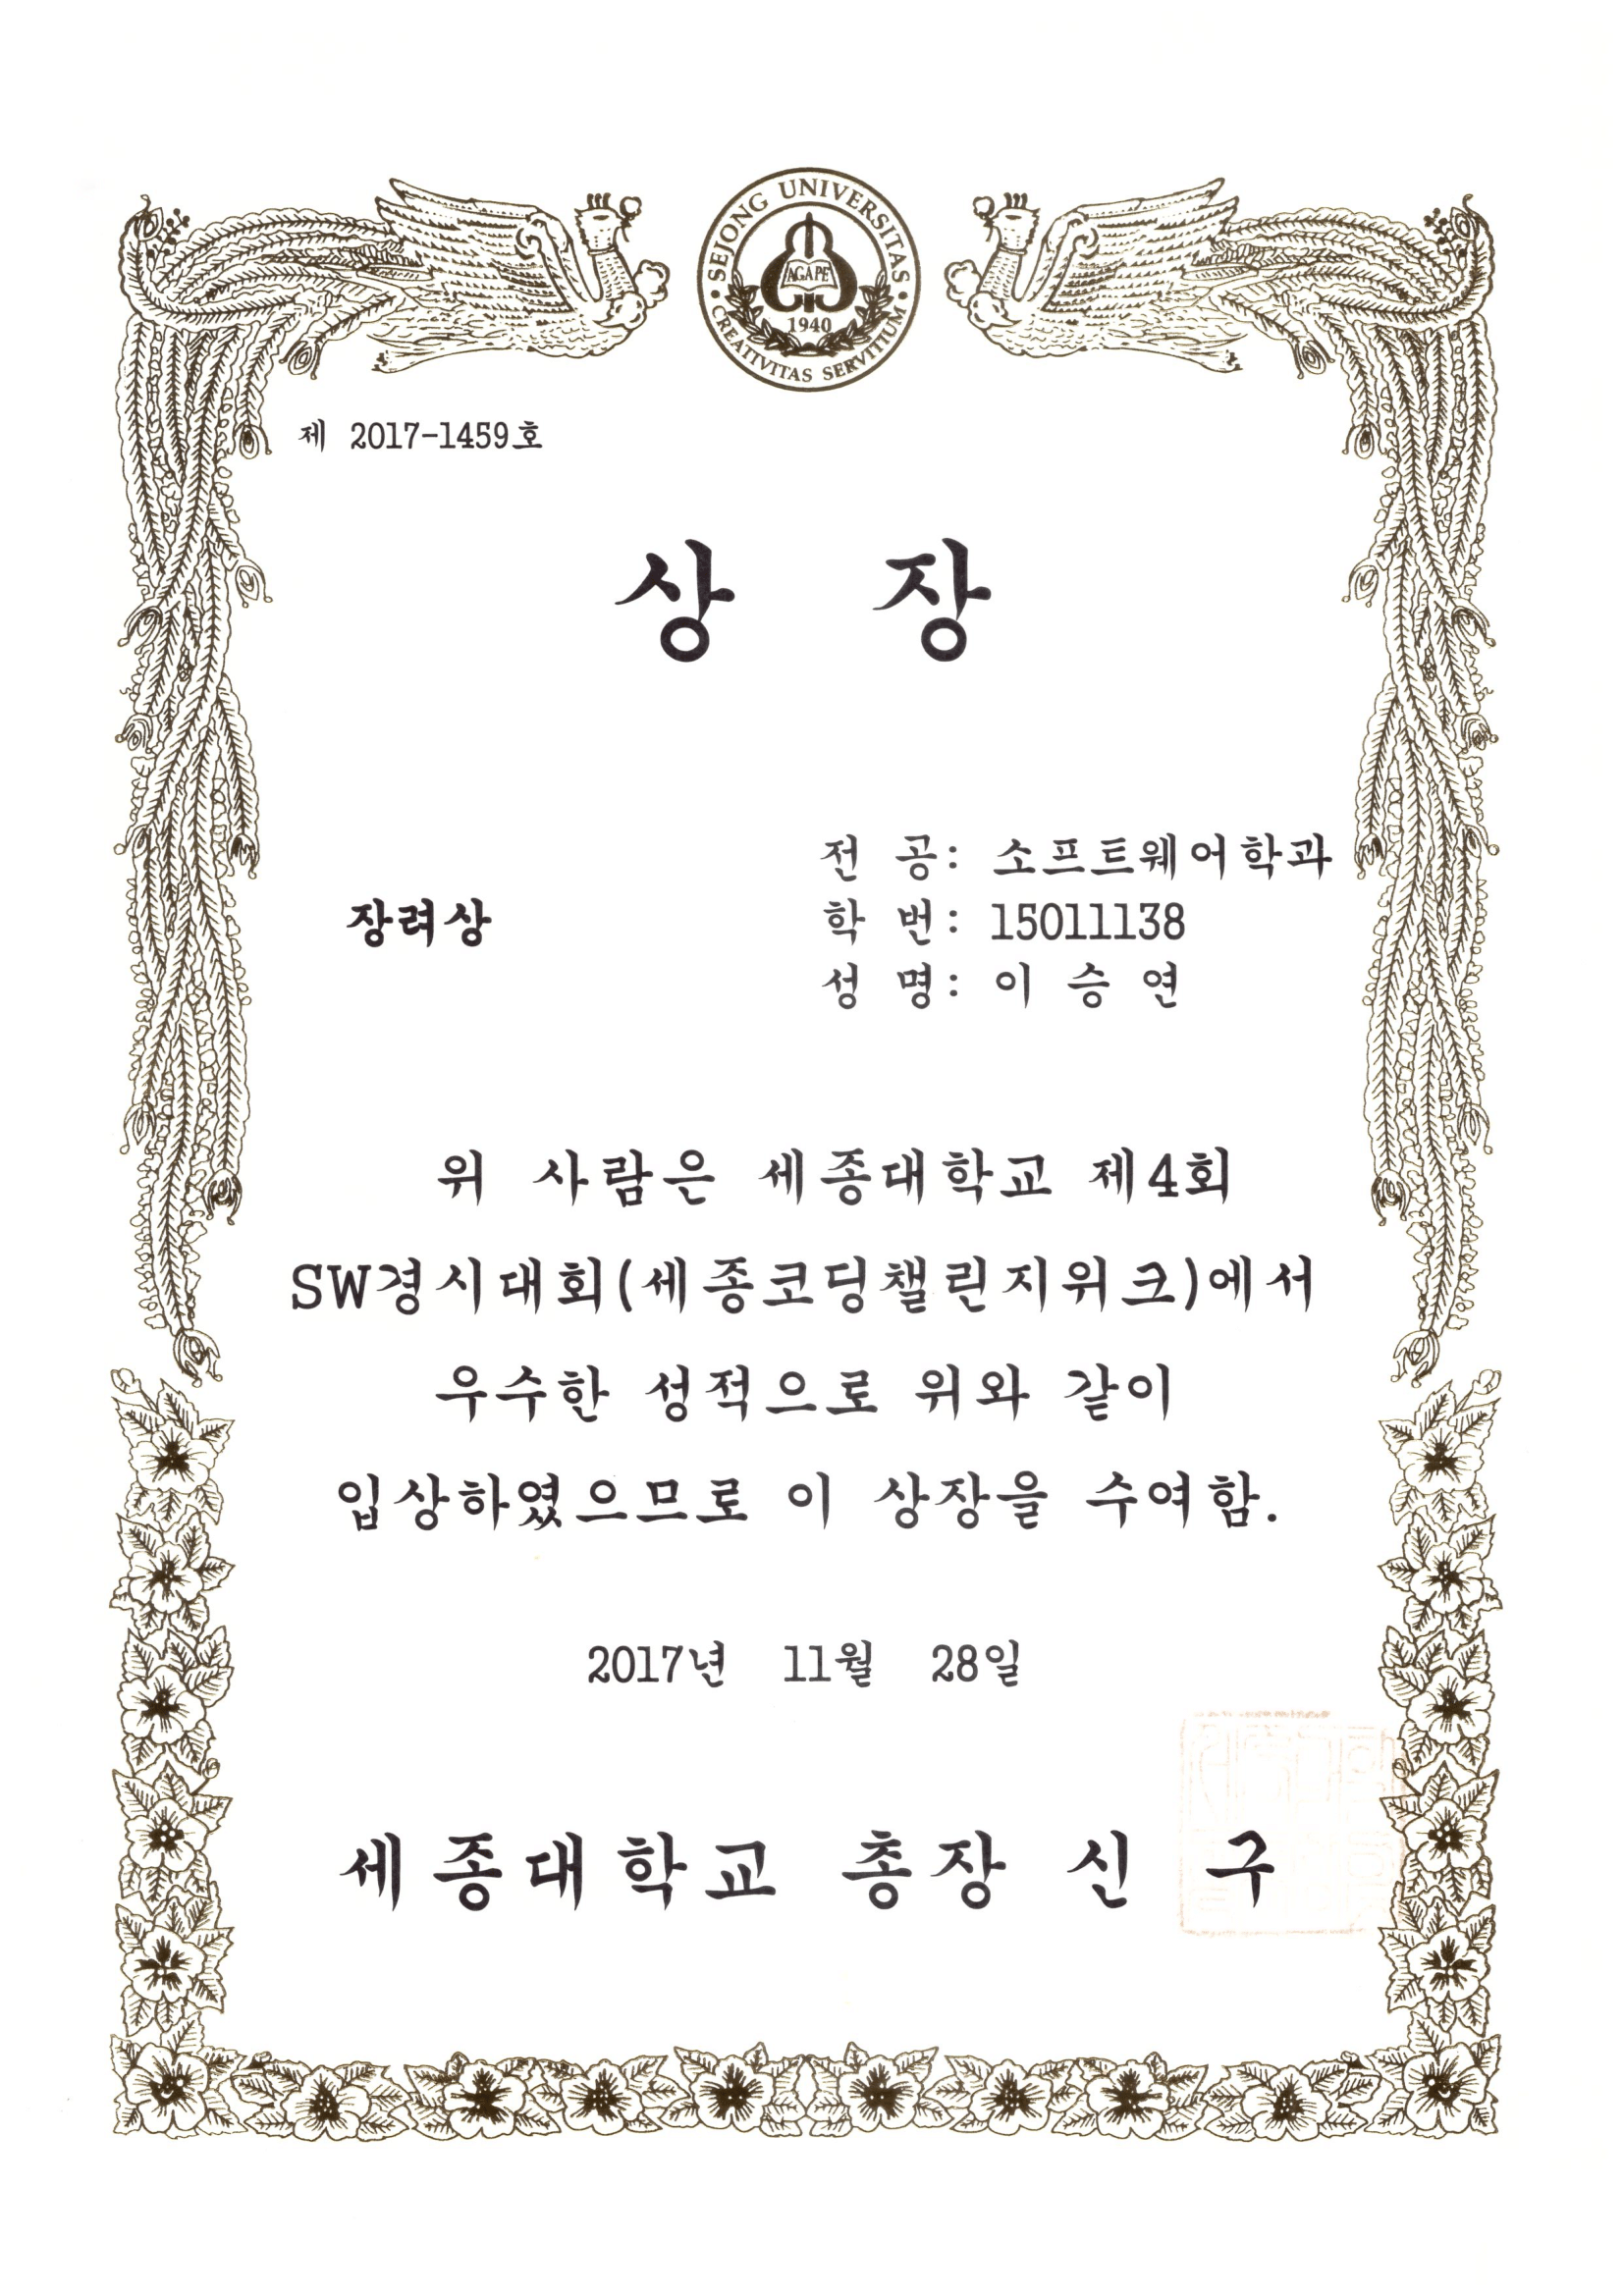 SEJONG UNIVERSITAS
AGAPE
1940
CREATIVITAS SERVITIUM
제 2017-1459호
상 장
전 공: 소프트웨어학과
장려상
학 번: 15011138
성 명: 이 승 연
위 사람은 세종대학교 제4회
SW경시대회(세종코딩챌린지위크)에서
우수한 성적으로 위와 같이
입상하였으므로 이 상장을 수여함.
2017년 11월 28일
세종대학교 총장 신 구